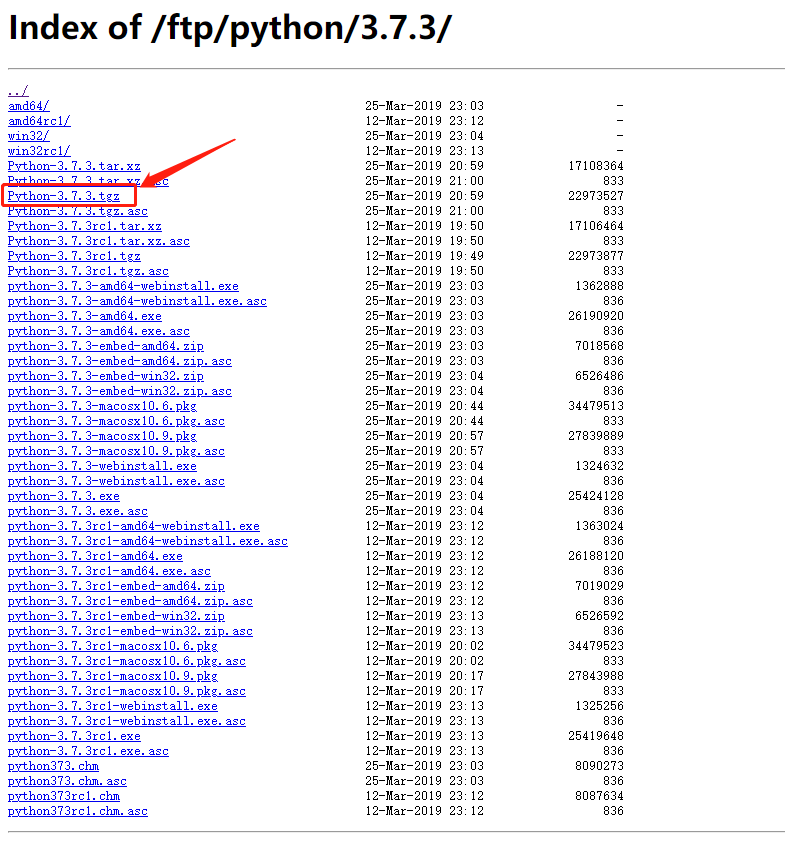 Index of /ftp/python/3.7.3/
../
amd64/ 25-Mar-2019 23:03 -
amd64rc1/ 12-Mar-2019 23:12 -
win32/ 25-Mar-2019 23:04 -
win32rc1/ 12-Mar-2019 23:13 -
Python-3.7.3.tar.xz 25-Mar-2019 20:59 17108364
Python-3.7.3.tar.xz.asc 25-Mar-2019 21:00 833
Python-3.7.3.tgz 25-Mar-2019 20:59 22973527
Python-3.7.3.tgz.asc 25-Mar-2019 21:00 833
Python-3.7.3rc1.tar.xz 12-Mar-2019 19:50 17106464
Python-3.7.3rc1.tar.xz.asc 12-Mar-2019 19:50 833
Python-3.7.3rc1.tgz 12-Mar-2019 19:49 22973877
Python-3.7.3rc1.tgz.asc 12-Mar-2019 19:50 833
python-3.7.3-amd64-webinstall.exe 25-Mar-2019 23:03 1362888
python-3.7.3-amd64-webinstall.exe.asc 25-Mar-2019 23:03 836
python-3.7.3-amd64.exe 25-Mar-2019 23:03 26190920
python-3.7.3-amd64.exe.asc 25-Mar-2019 23:03 836
python-3.7.3-embed-amd64.zip 25-Mar-2019 23:03 7018568
python-3.7.3-embed-amd64.zip.asc 25-Mar-2019 23:03 836
python-3.7.3-embed-win32.zip 25-Mar-2019 23:04 6526486
python-3.7.3-embed-win32.zip.asc 25-Mar-2019 23:04 836
python-3.7.3-macosx10.6.pkg 25-Mar-2019 20:44 34479513
python-3.7.3-macosx10.6.pkg.asc 25-Mar-2019 20:44 833
python-3.7.3-macosx10.9.pkg 25-Mar-2019 20:57 27839889
python-3.7.3-macosx10.9.pkg.asc 25-Mar-2019 20:57 833
python-3.7.3-webinstall.exe 25-Mar-2019 23:04 1324632
python-3.7.3-webinstall.exe.asc 25-Mar-2019 23:04 836
python-3.7.3.exe 25-Mar-2019 23:04 25424128
python-3.7.3.exe.asc 25-Mar-2019 23:04 836
python-3.7.3rc1-amd64-webinstall.exe 12-Mar-2019 23:12 1363024
python-3.7.3rc1-amd64-webinstall.exe.asc 12-Mar-2019 23:12 836
python-3.7.3rc1-amd64.exe 12-Mar-2019 23:12 26188120
python-3.7.3rc1-amd64.exe.asc 12-Mar-2019 23:12 836
python-3.7.3rc1-embed-amd64.zip 12-Mar-2019 23:12 7019029
python-3.7.3rc1-embed-amd64.zip.asc 12-Mar-2019 23:12 836
python-3.7.3rc1-embed-win32.zip 12-Mar-2019 23:13 6526592
python-3.7.3rc1-embed-win32.zip.asc 12-Mar-2019 23:13 836
python-3.7.3rc1-macosx10.6.pkg 12-Mar-2019 20:02 34479523
python-3.7.3rc1-macosx10.6.pkg.asc 12-Mar-2019 20:02 833
python-3.7.3rc1-macosx10.9.pkg 12-Mar-2019 20:17 27843988
python-3.7.3rc1-macosx10.9.pkg.asc 12-Mar-2019 20:17 833
python-3.7.3rc1-webinstall.exe 12-Mar-2019 23:13 1325256
python-3.7.3rc1-webinstall.exe.asc 12-Mar-2019 23:13 836
python-3.7.3rc1.exe 12-Mar-2019 23:13 25419648
python-3.7.3rc1.exe.asc 12-Mar-2019 23:13 836
python373.chm 25-Mar-2019 23:03 8090273
python373.chm.asc 25-Mar-2019 23:03 836
python373rc1.chm 12-Mar-2019 23:12 8087634
python373rc1.chm.asc 12-Mar-2019 23:12 836